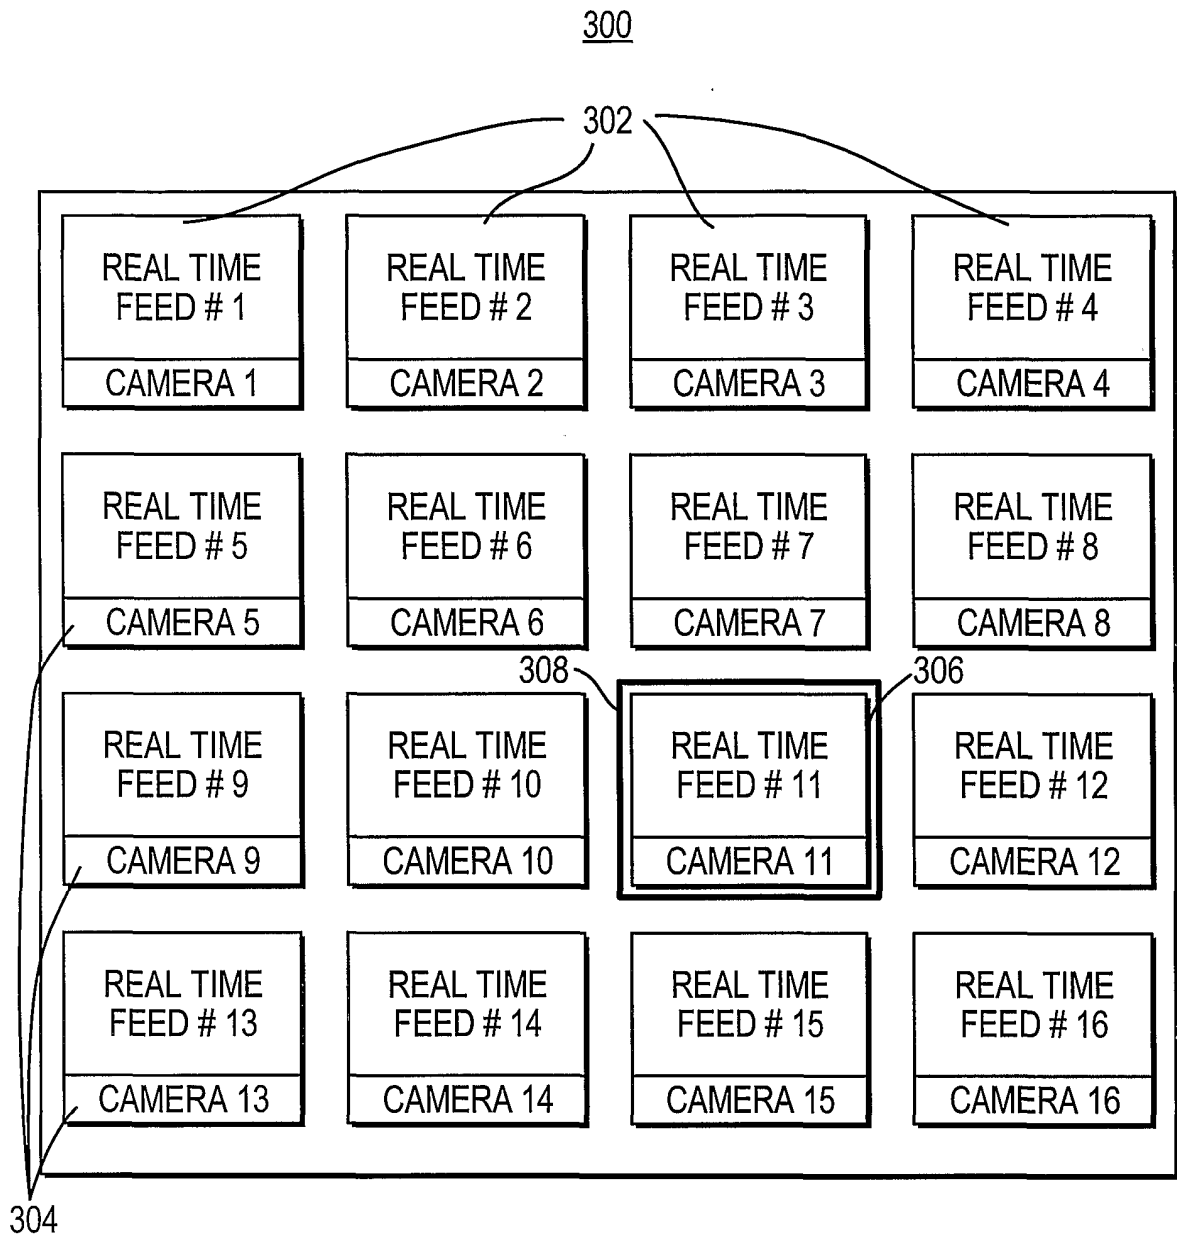 300
302
REAL TIME
FEED # 1
CAMERA 1
REAL TIME
FEED # 2
CAMERA 2
REAL TIME
FEED # 3
CAMERA 3
REAL TIME
FEED # 4
CAMERA 4
REAL TIME
FEED # 5
CAMERA 5
REAL TIME
FEED # 6
CAMERA 6
REAL TIME
FEED # 7
CAMERA 7
REAL TIME
FEED # 8
CAMERA 8
308
306
REAL TIME
FEED # 9
CAMERA 9
REAL TIME
FEED # 10
CAMERA 10
REAL TIME
FEED # 11
CAMERA 11
REAL TIME
FEED # 12
CAMERA 12
REAL TIME
FEED # 13
CAMERA 13
REAL TIME
FEED # 14
CAMERA 14
REAL TIME
FEED # 15
CAMERA 15
REAL TIME
FEED # 16
CAMERA 16
304